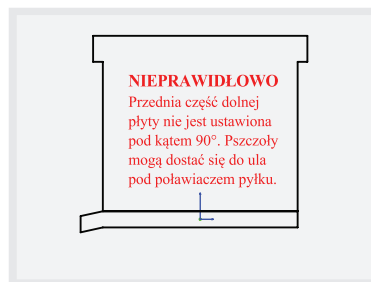 NIEPRAWIDŁOWO
Przednia część dolnej
płyty nie jest ustawiona
pod kątem 90°. Pszczoły
mogą dostać się do ula
pod poławiaczem pyłku.